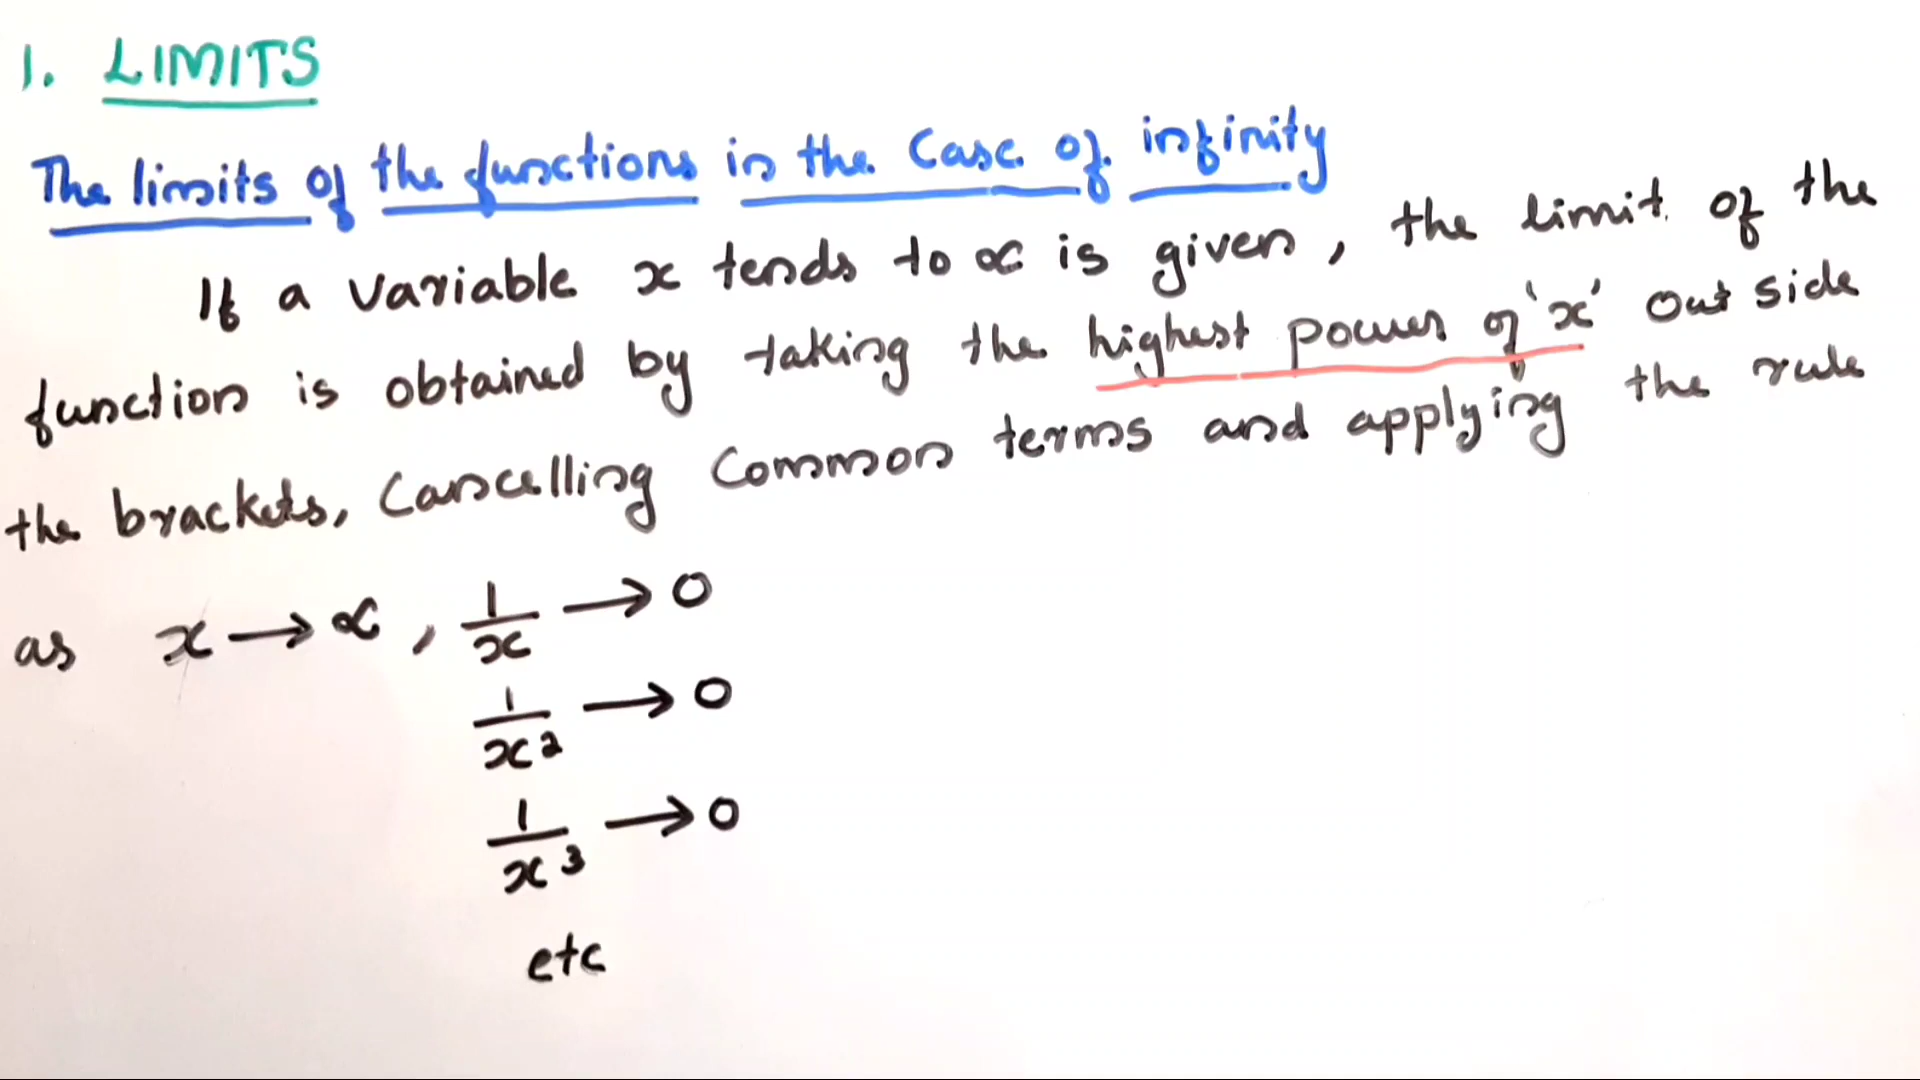 1. LIMITS
The limits of the functions in the case of infinity
If a variable x tends to ∝ is given, the limit of the
function is obtained by taking the highest power of 'x' out side
the brackets, cancelling common terms and applying the rule
as x → ∝, 1/x → 0
1/x² → 0
1/x³ → 0
etc